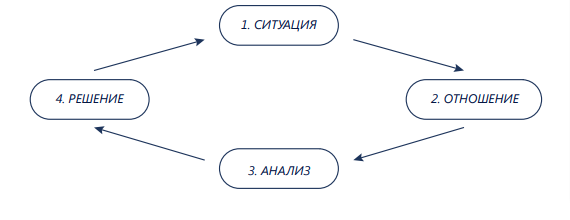 1. СИТУАЦИЯ
2. ОТНОШЕНИЕ
3. АНАЛИЗ
4. РЕШЕНИЕ